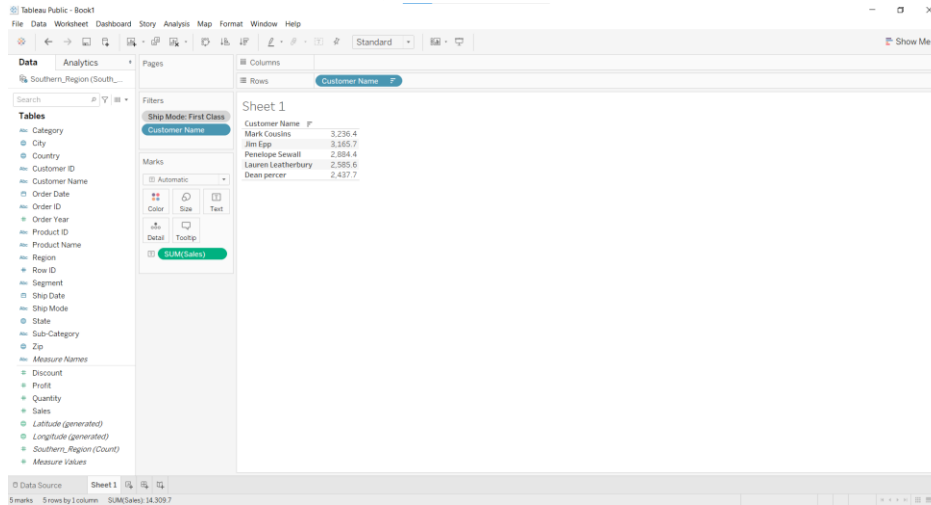 Tableau Public - Book1
File Data Worksheet Dashboard Story Analysis Map Format Window Help
Standard
Show Me
Data Analytics
Pages
Columns
Southern_Region (South_...
Rows
Customer Name
Search
Filters
Ship Mode: First Class
Customer Name
Sheet 1
Tables
Category
City
Country
Customer ID
Customer Name
Order Date
Order ID
Order Year
Product ID
Product Name
Region
Row ID
Segment
Ship Date
Ship Mode
State
Sub-Category
Zip
Measure Names
Discount
Profit
Quantity
Sales
Latitude (generated)
Longitude (generated)
Southern_Region (Count)
Measure Values
Marks
Automatic
Color Size Text
Detail Tooltip
SUM(Sales)
Customer Name
Mark Cousins 3,236.4
Jim Epp 3,165.7
Penelope Sewall 2,884.4
Lauren Leatherbury 2,585.6
Dean percer 2,437.7
Data Source Sheet 1
5 marks 5 rows by 1 column SUM(Sales): 14,309.7